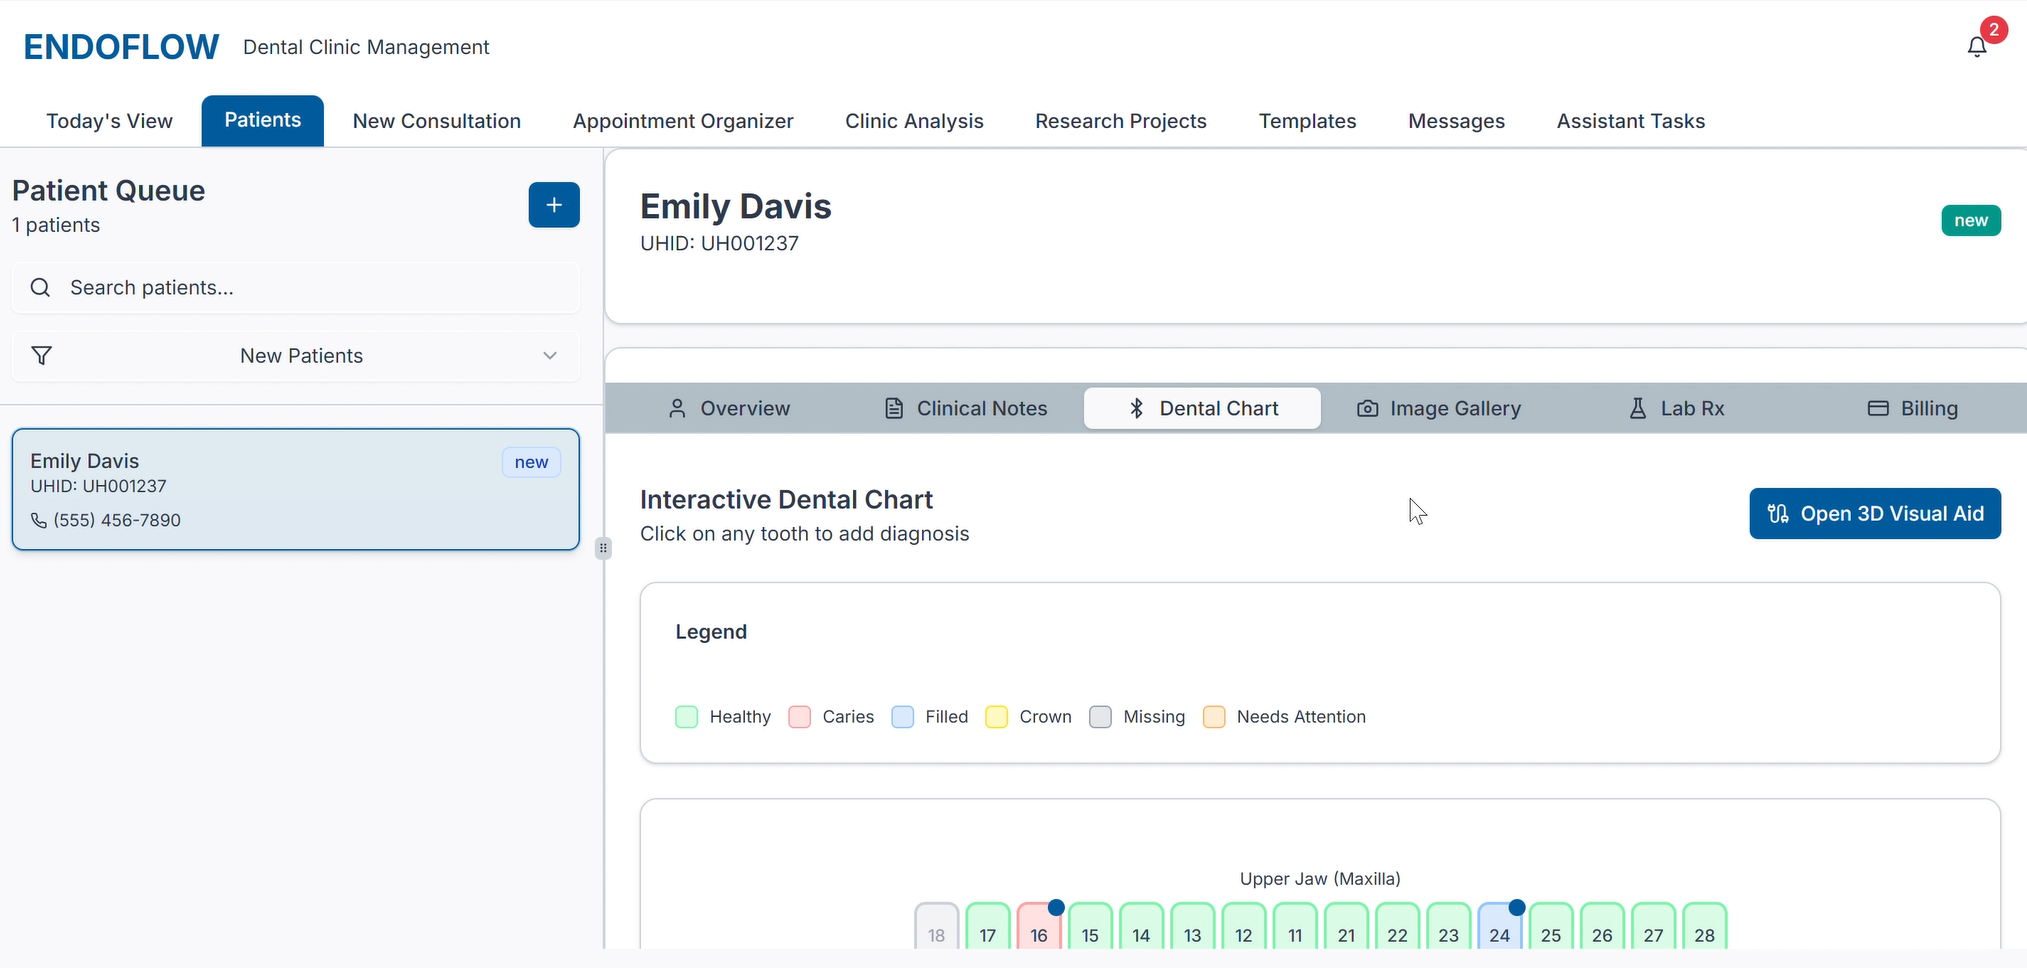 ENDOFLOW Dental Clinic Management
2
Today's View Patients New Consultation Appointment Organizer Clinic Analysis Research Projects Templates Messages Assistant Tasks
Patient Queue
1 patients
+
Search patients...
New Patients
Emily Davis new
UHID: UH001237
(555) 456-7890
Emily Davis
UHID: UH001237
new
Overview Clinical Notes Dental Chart Image Gallery Lab Rx Billing
Interactive Dental Chart
Click on any tooth to add diagnosis
Open 3D Visual Aid
Legend
Healthy Caries Filled Crown Missing Needs Attention
Upper Jaw (Maxilla)
18 17 16 15 14 13 12 11 21 22 23 24 25 26 27 28